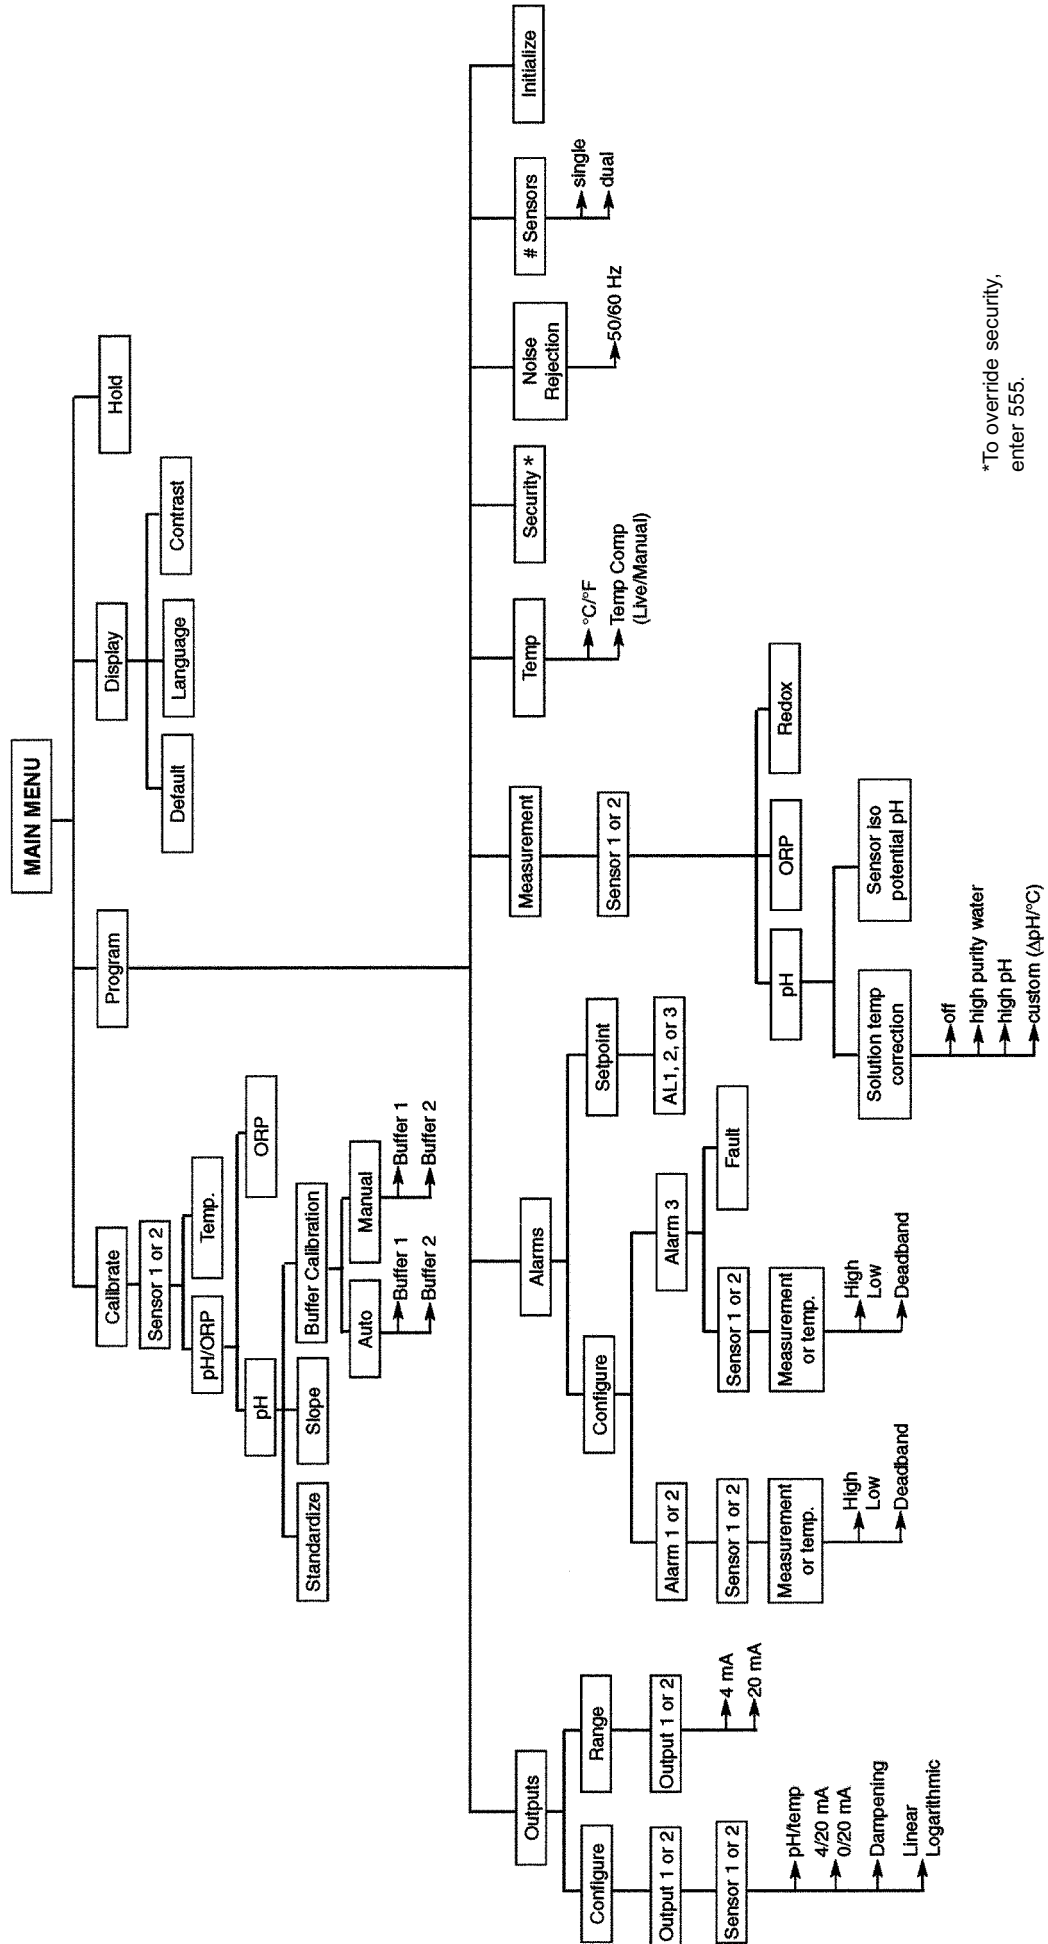 MAIN MENU
Calibrate
Program
Display
Hold
Sensor 1 or 2
pH/ORP
Temp.
pH
ORP
Standardize
Slope
Buffer Calibration
Auto
Manual
Buffer 1
Buffer 2
Buffer 1
Buffer 2
Default
Language
Contrast
Outputs
Alarms
Measurement
Temp
Security *
Noise
Rejection
# Sensors
Initialize
Configure
Range
Output 1 or 2
Output 1 or 2
Sensor 1 or 2
4 mA
20 mA
pH/temp
4/20 mA
0/20 mA
Dampening
Linear
Logarithmic
Configure
Setpoint
Alarm 1 or 2
Alarm 3
AL1, 2, or 3
Sensor 1 or 2
Sensor 1 or 2
Fault
Measurement
or temp.
Measurement
or temp.
High
Low
Deadband
High
Low
Deadband
Sensor 1 or 2
pH
ORP
Redox
Solution temp
correction
Sensor iso
potential pH
off
high purity water
high pH
custom (ΔpH/°C)
°C/°F
Temp Comp
(Live/Manual)
50/60 Hz
single
dual
*To override security,
enter 555.